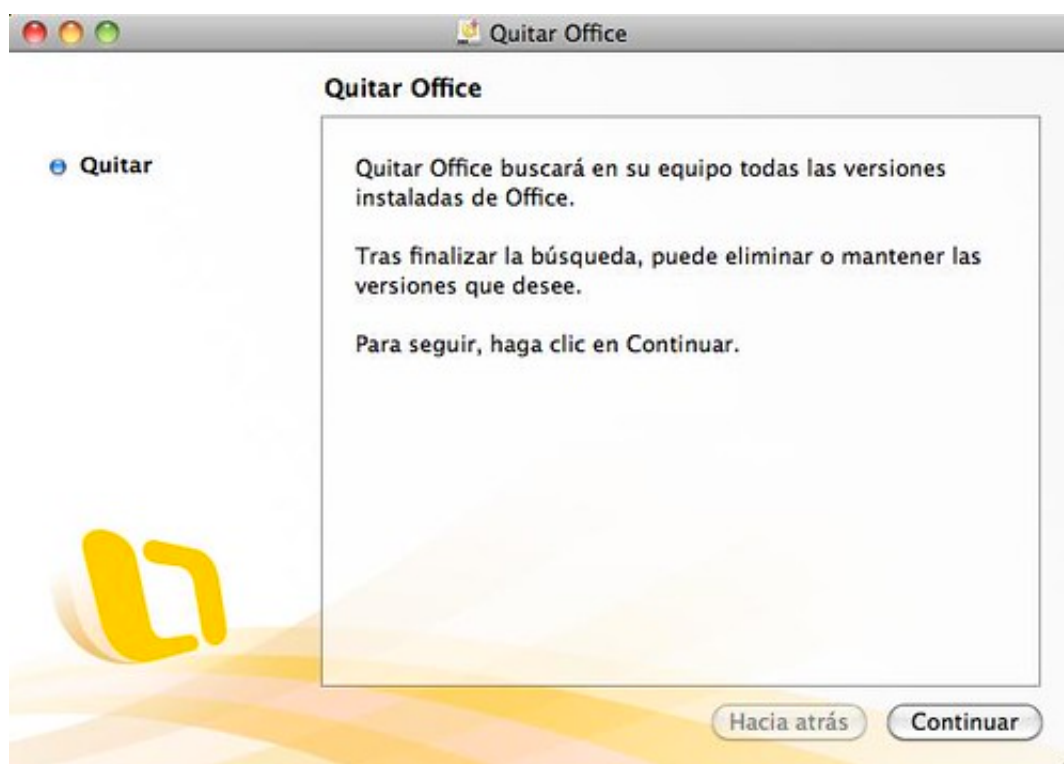 Quitar Office
Quitar Office
Quitar
Quitar Office buscará en su equipo todas las versiones
instaladas de Office.
Tras finalizar la búsqueda, puede eliminar o mantener las
versiones que desee.
Para seguir, haga clic en Continuar.
Hacia atrás
Continuar